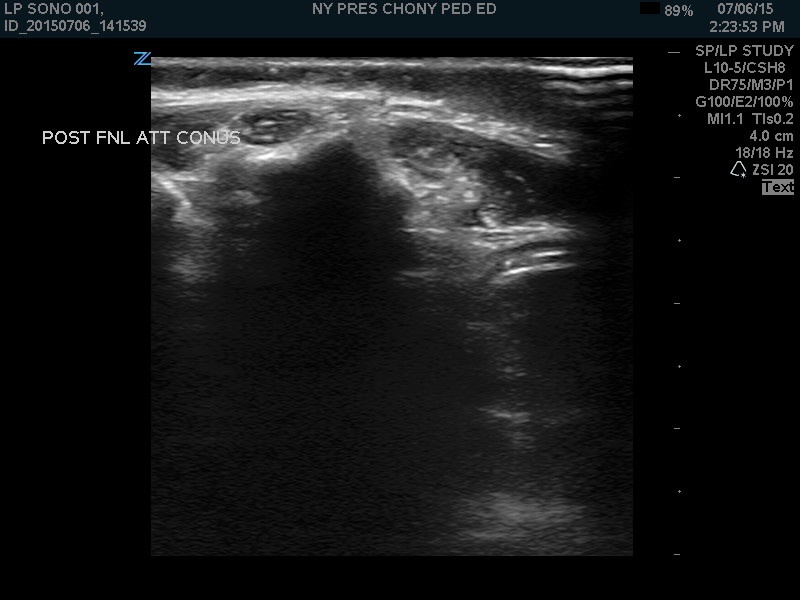 LP SONO 001,
ID_20150706_141539
NY PRES CHONY PED ED
89%
07/06/15
2:23:53 PM
SP/LP STUDY
L10-5/CSH8
DR75/M3/P1
G100/E2/100%
MI1.1 TIs0.2
4.0 cm
18/18 Hz
ZSI 20
Text
Z
POST FNL ATT CONUS